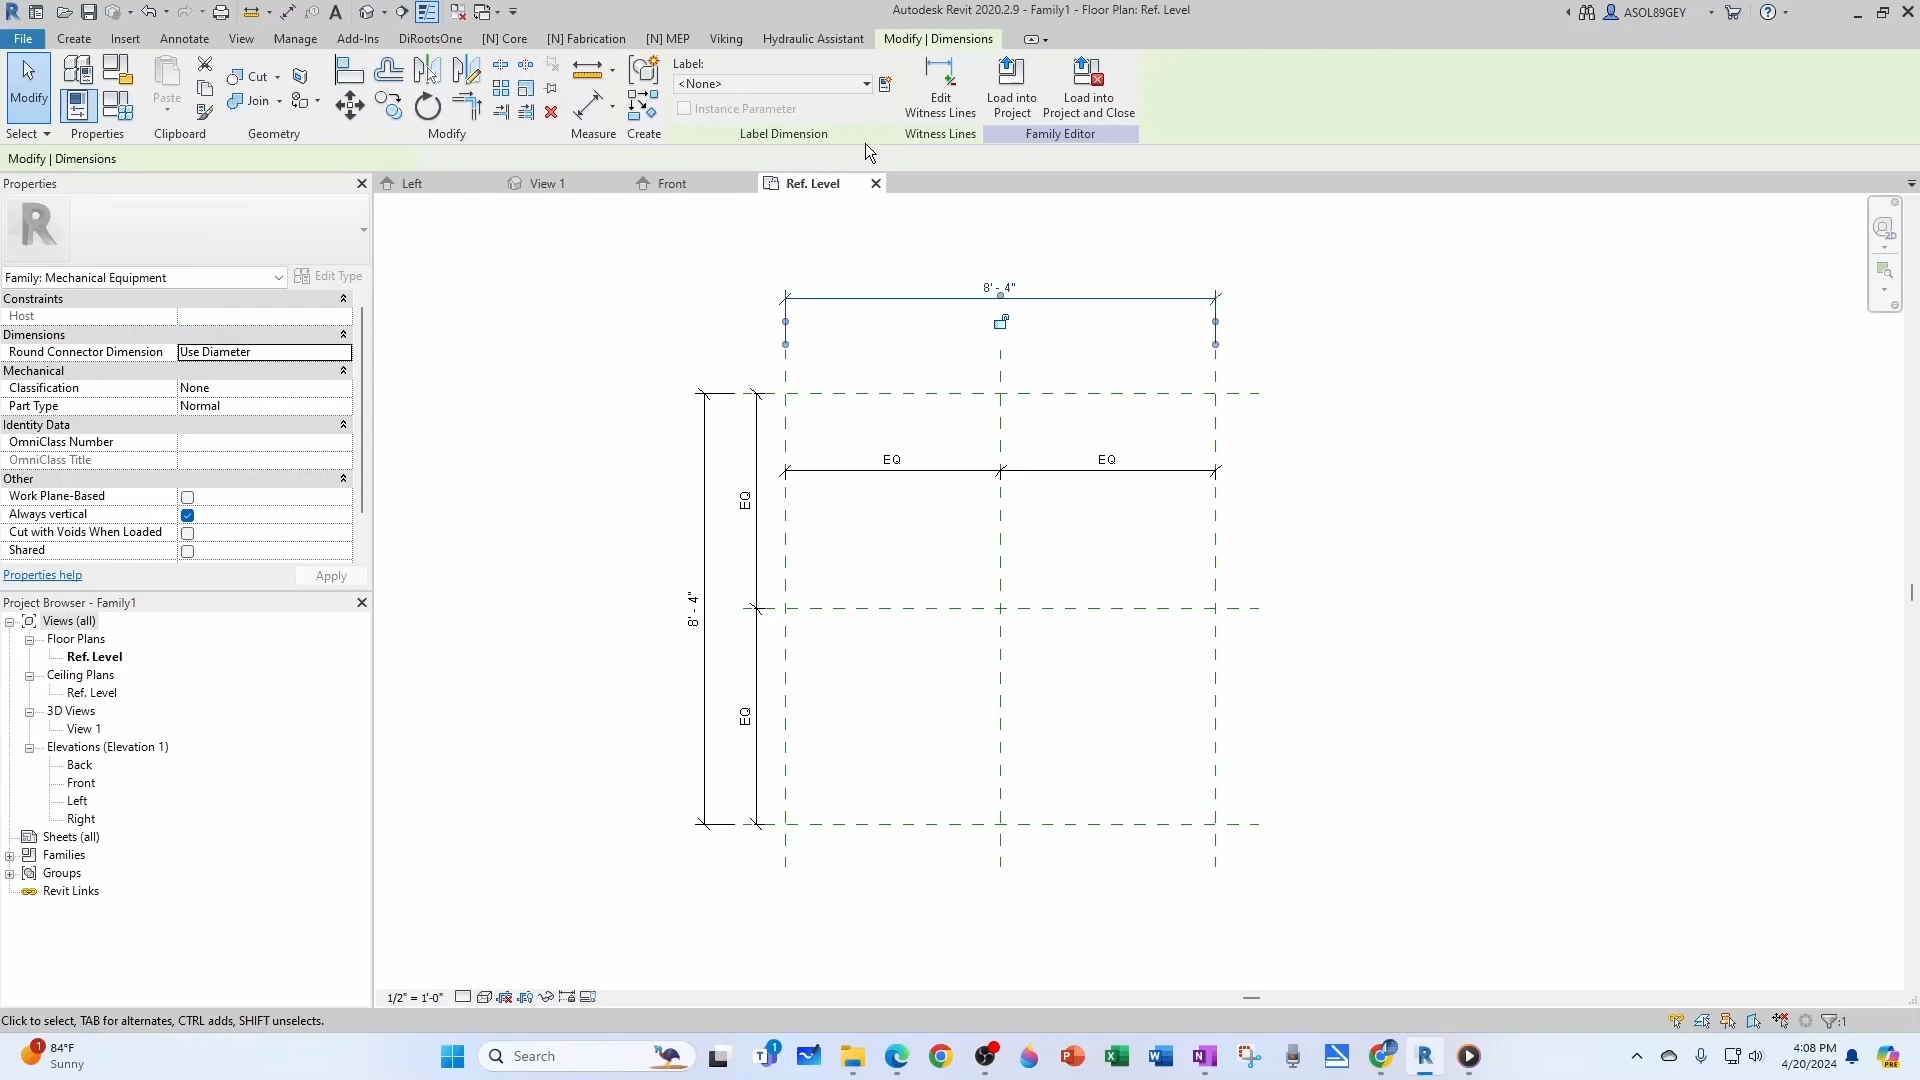 Autodesk Revit 2020.2.9 - Family1 - Floor Plan: Ref. Level
ASOL89GEY
File Create Insert Annotate View Manage Add-Ins DiRootsOne [N] Core [N] Fabrication [N] MEP Viking Hydraulic Assistant Modify | Dimensions
Modify
Paste
Cut
Join
Label:
<None>
Instance Parameter
Edit
Witness Lines
Load into
Project
Load into
Project and Close
Select Properties Clipboard Geometry Modify Measure Create Label Dimension Witness Lines Family Editor
Modify | Dimensions
Properties
Left View 1 Front Ref. Level
Family: Mechanical Equipment
Edit Type
Constraints
Host
Dimensions
Round Connector Dimension Use Diameter
Mechanical
Classification None
Part Type Normal
Identity Data
OmniClass Number
OmniClass Title
Other
Work Plane-Based
Always vertical
Cut with Voids When Loaded
Shared
Properties help
Apply
Project Browser - Family1
Views (all)
Floor Plans
Ref. Level
Ceiling Plans
Ref. Level
3D Views
View 1
Elevations (Elevation 1)
Back
Front
Left
Right
Sheets (all)
Families
Groups
Revit Links
8' - 4"
EQ EQ
EQ
8' - 4"
EQ
2D
1/2" = 1'-0"
Click to select, TAB for alternates, CTRL adds, SHIFT unselects.
:1
84°F
Sunny
Search
4:08 PM
4/20/2024